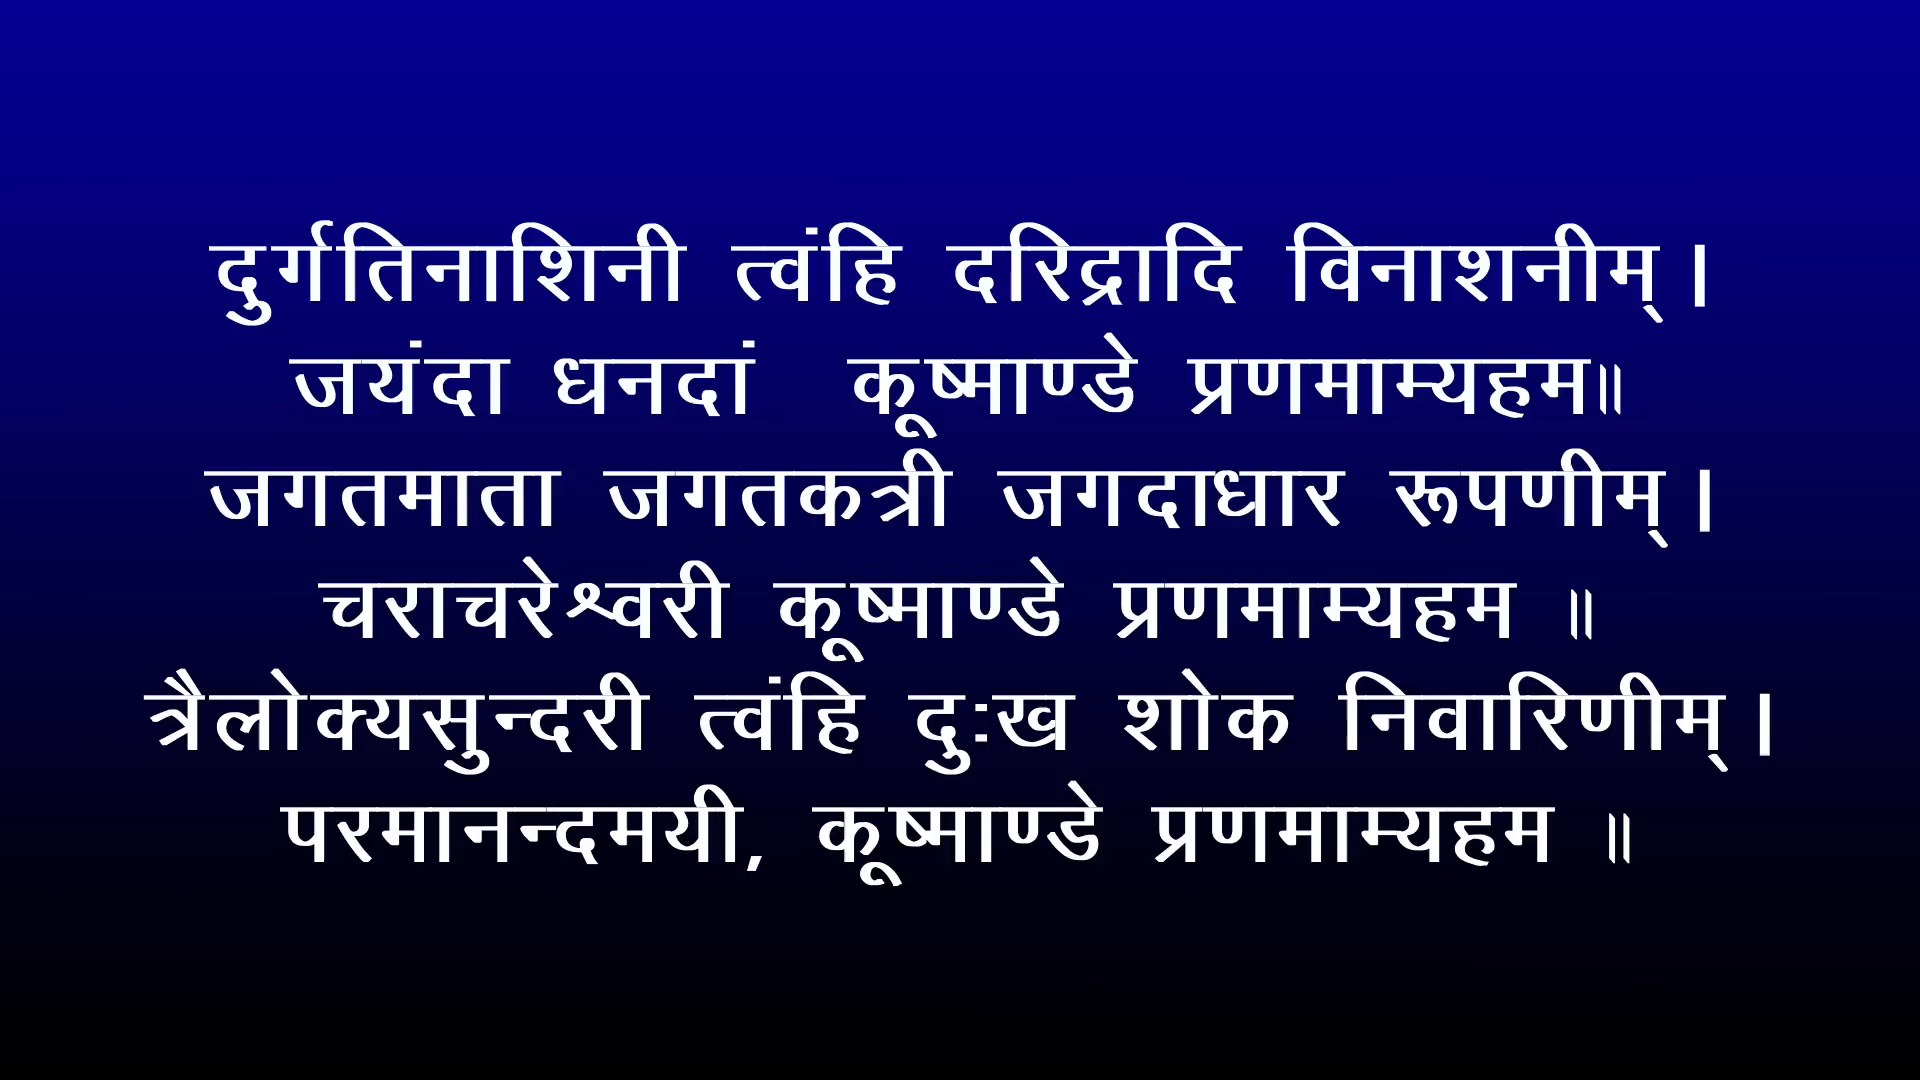 दुर्गतिनाशिनी त्वंहि दरिद्रादि विनाशनीम्।
जयंदा धनदां कूष्माण्डे प्रणमाम्यहम॥
जगतमाता जगतकत्री जगदाधार रूपणीम्।
चराचरेश्वरी कूष्माण्डे प्रणमाम्यहम ॥
त्रैलोक्यसुन्दरी त्वंहि दुःख शोक निवारिणीम्।
परमानन्दमयी, कूष्माण्डे प्रणमाम्यहम ॥